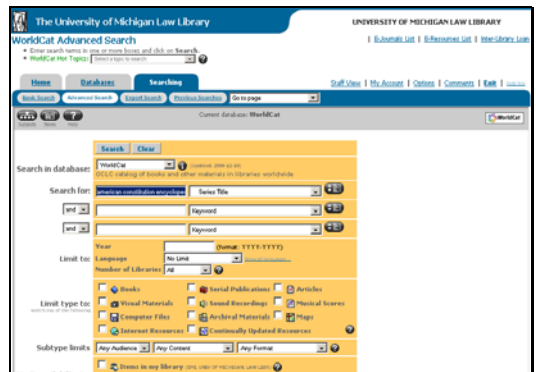 The University of Michigan Law Library
UNIVERSITY OF MICHIGAN LAW LIBRARY
WorldCat Advanced Search
E-Journals List | E-Resources List | Inter-Library Loan
Enter search terms in one or more boxes and click on Search.
WorldCat Hot Topics: Select a topic to search
Home Databases Searching
Staff View | My Account | Options | Comments | Exit |
Basic Search Advanced Search Expert Search Previous Searches Go to page
Current database: WorldCat
WorldCat
Search Clear
Search in database: WorldCat
OCLC catalog of books and other materials in libraries worldwide
Search for: american constitution encyclope Series Title
and Keyword
and Keyword
Limit to:
Year (format: YYYY-YYYY)
Language No Limit
Number of Libraries All
Limit type to:
Books Serial Publications Articles
Visual Materials Sound Recordings Musical Scores
Computer Files Archival Materials Maps
Internet Resources Continually Updated Resources
Subtype limits Any Audience Any Content Any Format
Items in my library